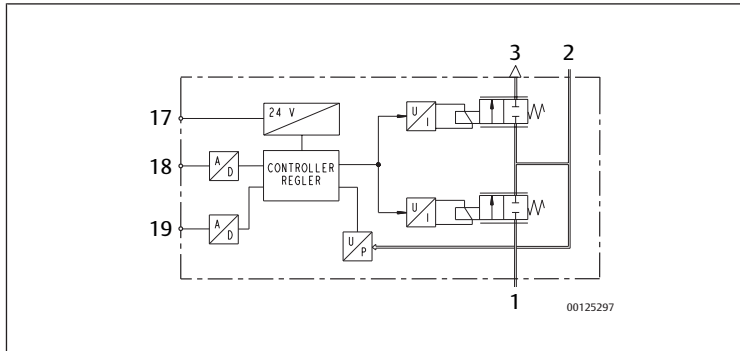 3 2
17
24 V
U
I
18
A
D
CONTROLLER
REGLER
19
A
D
U
P
U
I
1
00125297